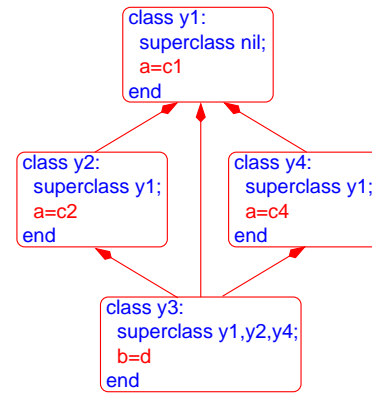 class y1:
superclass nil;
a=c1
end
class y2:
superclass y1;
a=c2
end
class y4:
superclass y1;
a=c4
end
class y3:
superclass y1,y2,y4;
b=d
end